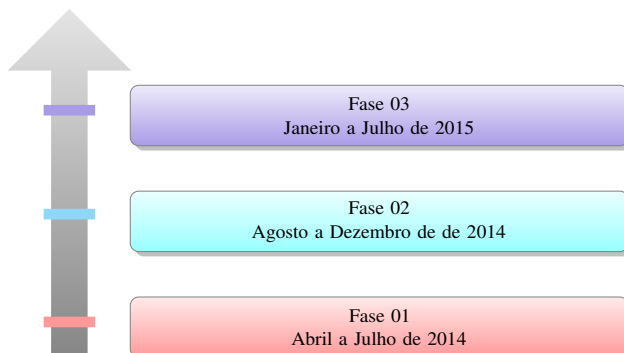 Fase 03
Janeiro a Julho de 2015
Fase 02
Agosto a Dezembro de de 2014
Fase 01
Abril a Julho de 2014